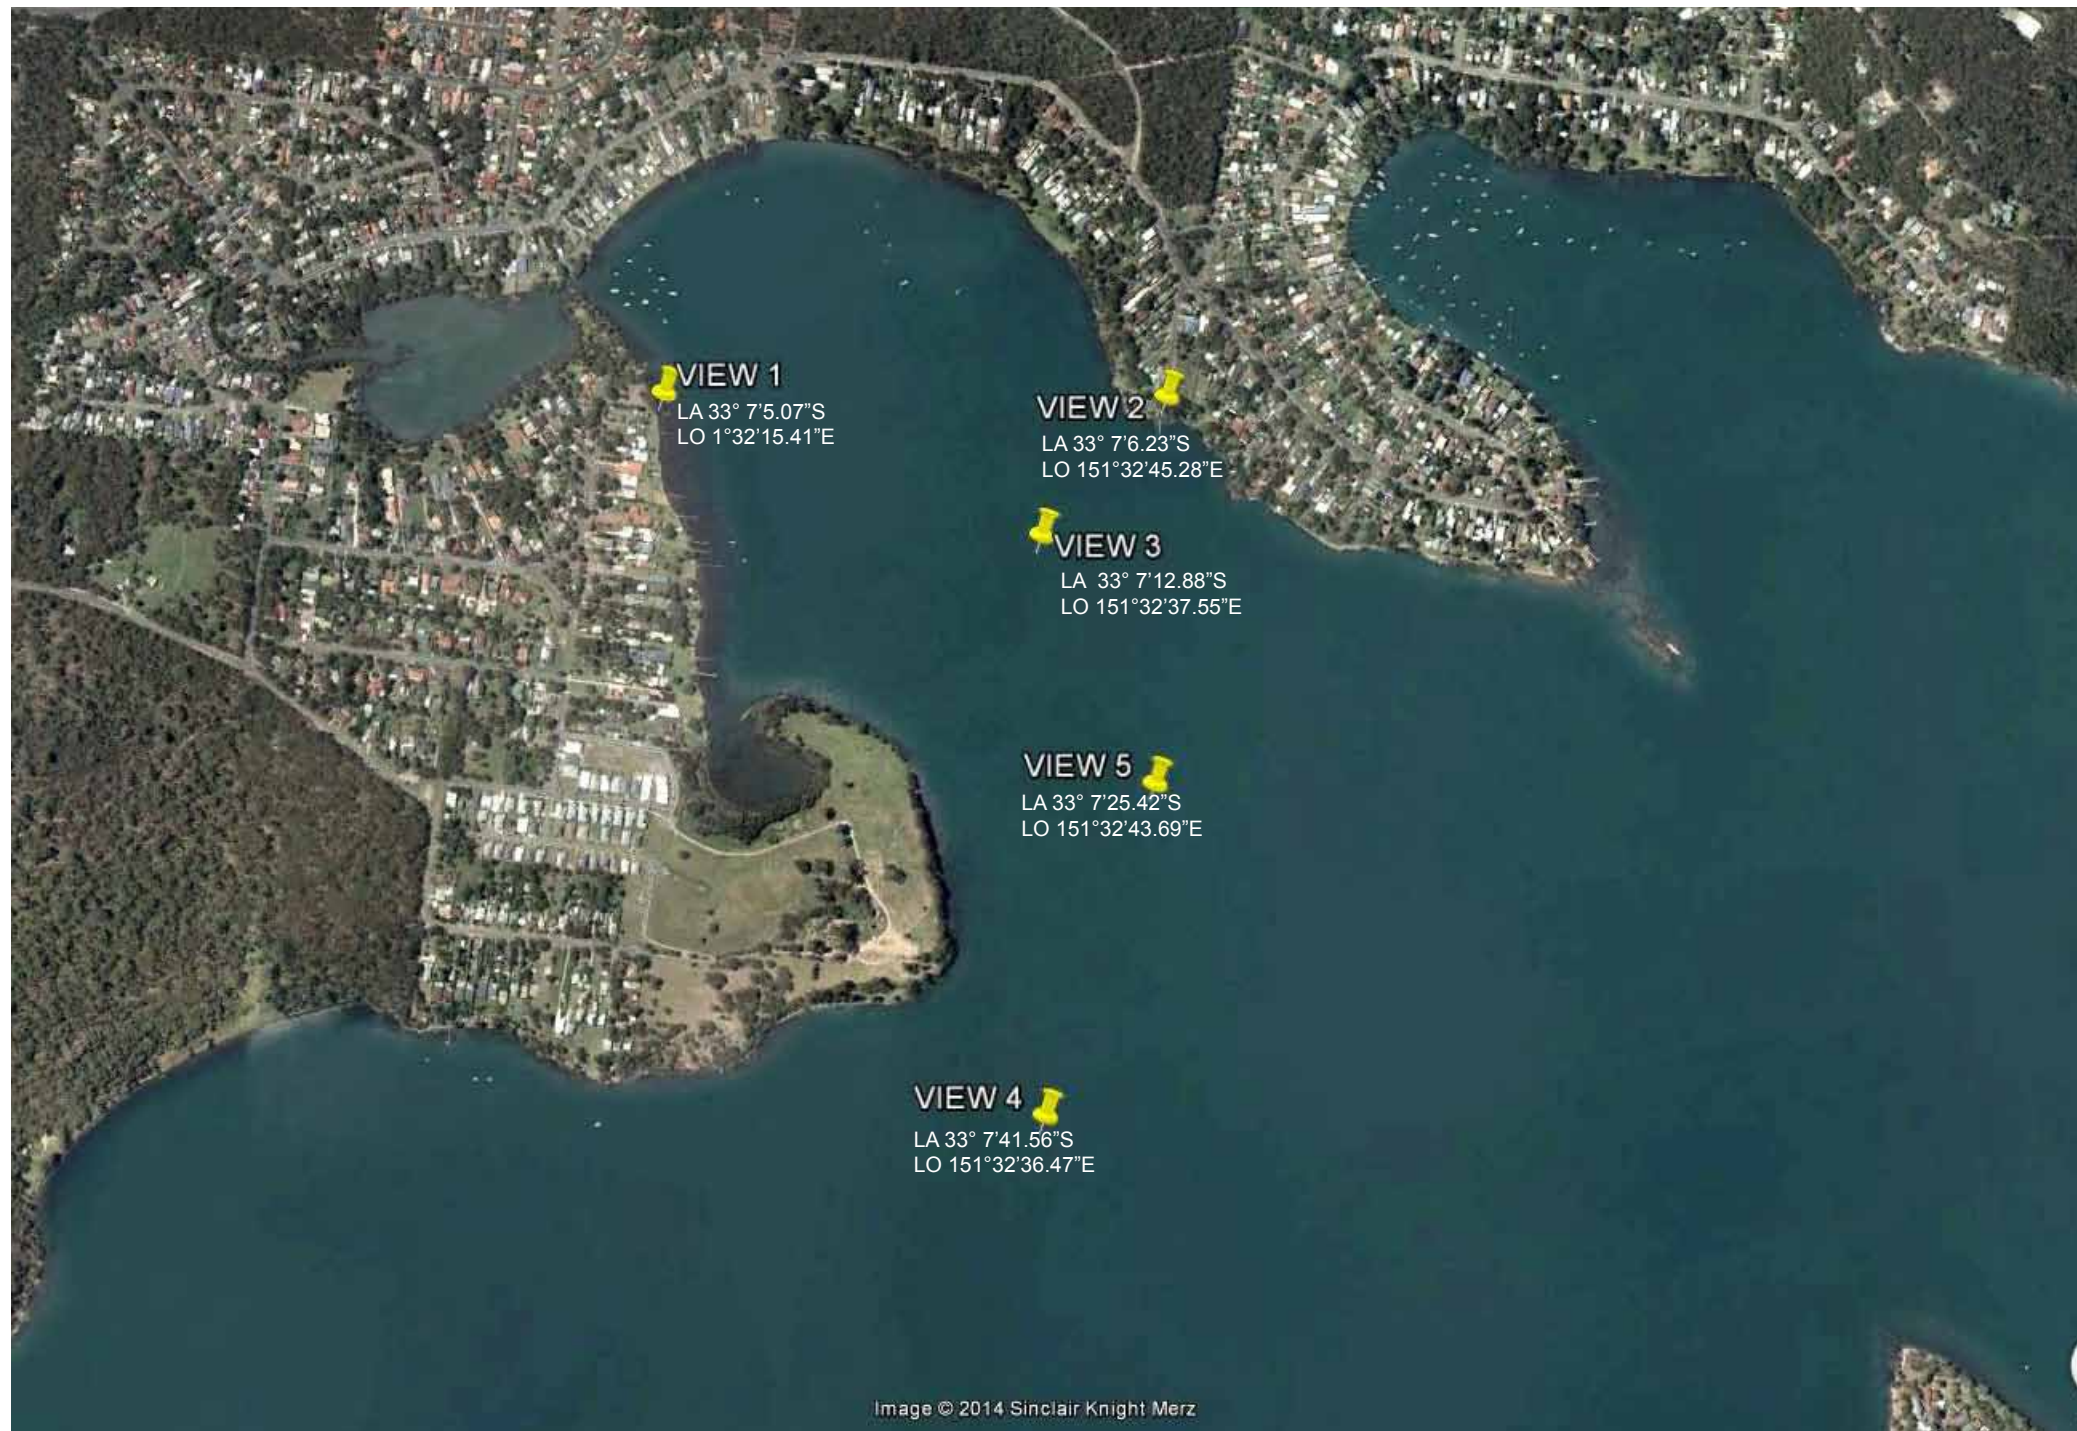 VIEW 1
LA 33° 7'5.07”S
LO 1°32'15.41”E
VIEW 2
LA 33° 7'6.23”S
LO 151°32'45.28”E
VIEW 3
LA 33° 7'12.88”S
LO 151°32'37.55”E
VIEW 5
LA 33° 7'25.42”S
LO 151°32'43.69”E
VIEW 4
LA 33° 7'41.56”S
LO 151°32'36.47”E
Image © 2014 Sinclair Knight Merz